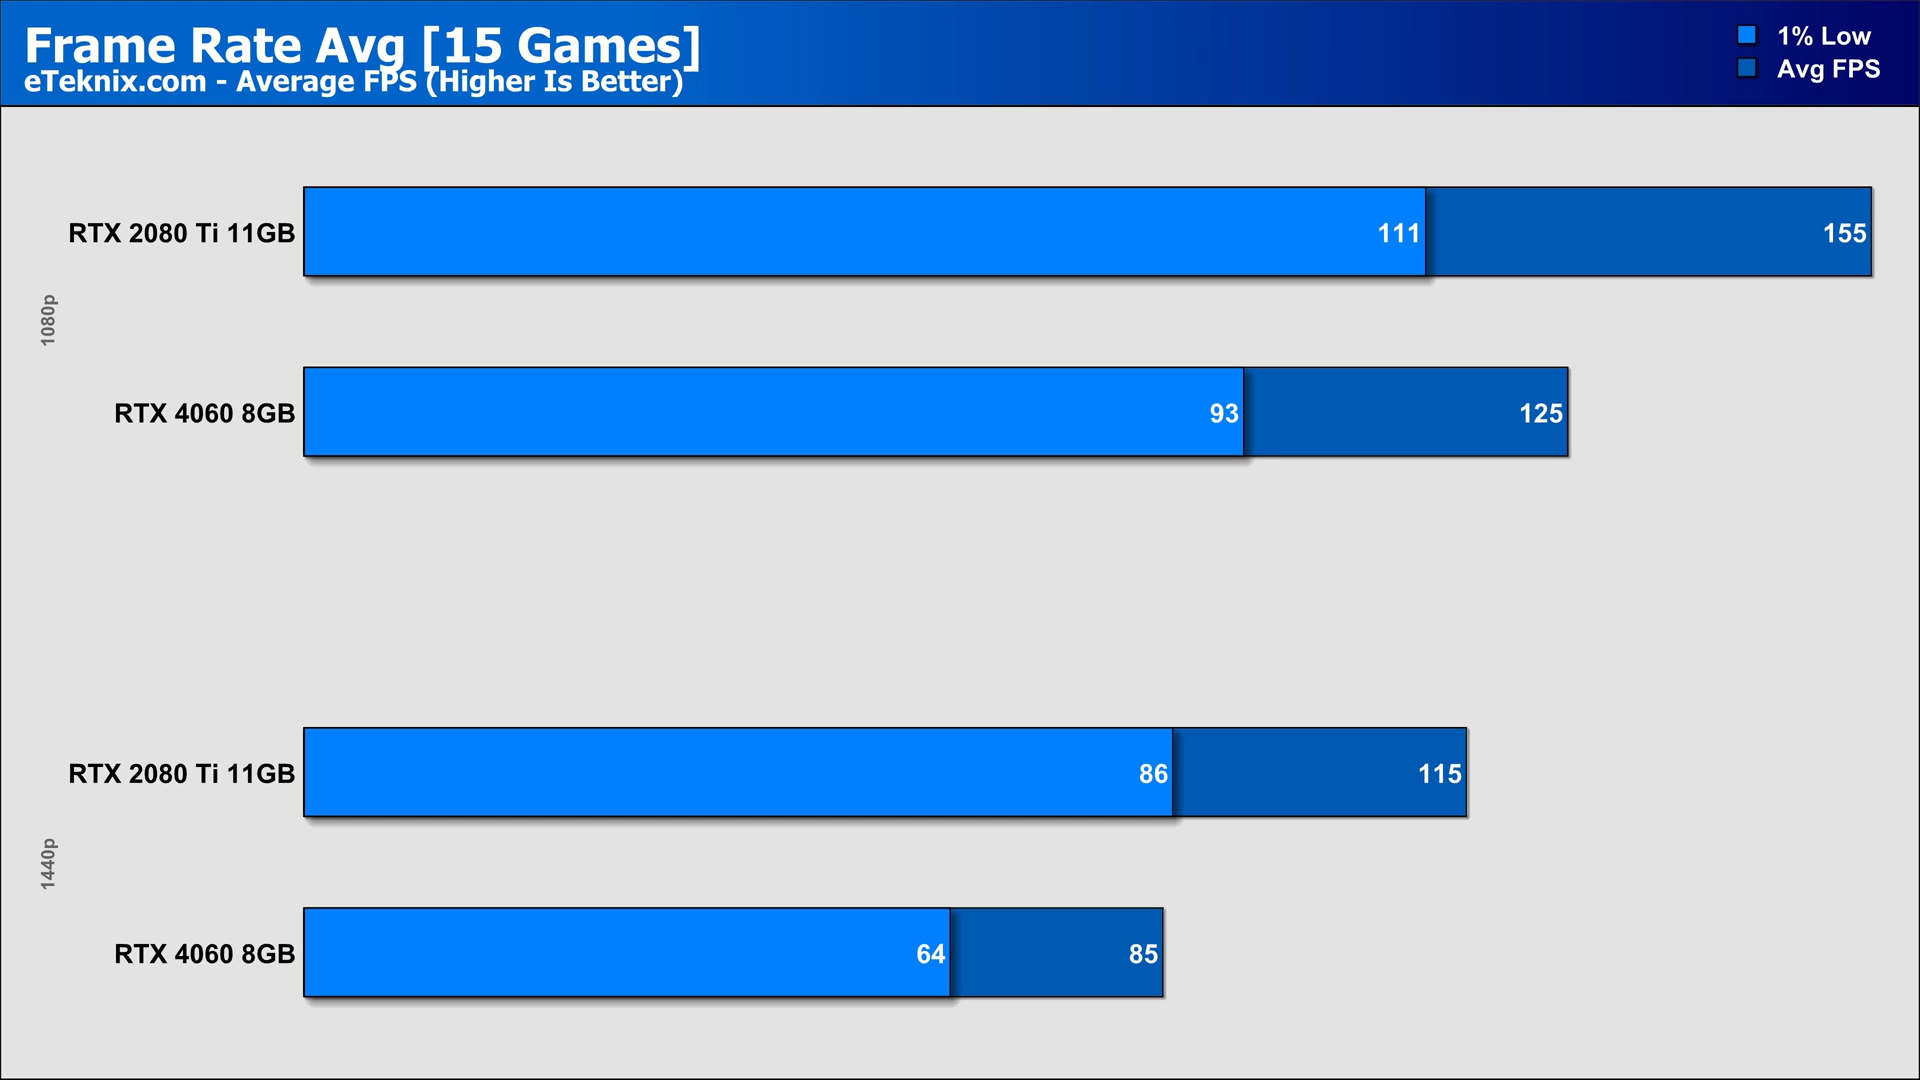 Frame Rate Avg [15 Games]
eTeknix.com - Average FPS (Higher Is Better)
1% Low
Avg FPS
1080p
RTX 2080 Ti 11GB
111
155
RTX 4060 8GB
93
125
1440p
RTX 2080 Ti 11GB
86
115
RTX 4060 8GB
64
85